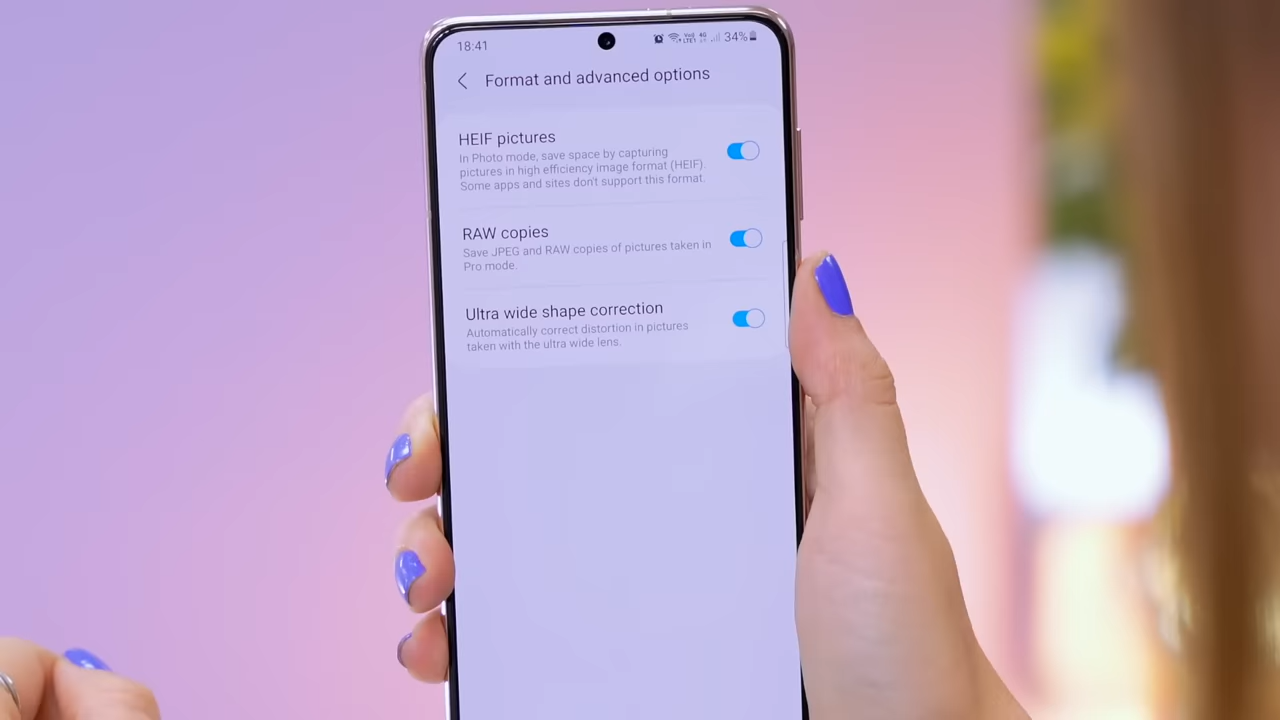 18:41
34%
Format and advanced options
HEIF pictures
In Photo mode, save space by capturing
pictures in high efficiency image format (HEIF).
Some apps and sites don't support this format.
RAW copies
Save JPEG and RAW copies of pictures taken in
Pro mode.
Ultra wide shape correction
Automatically correct distortion in pictures
taken with the ultra wide lens.